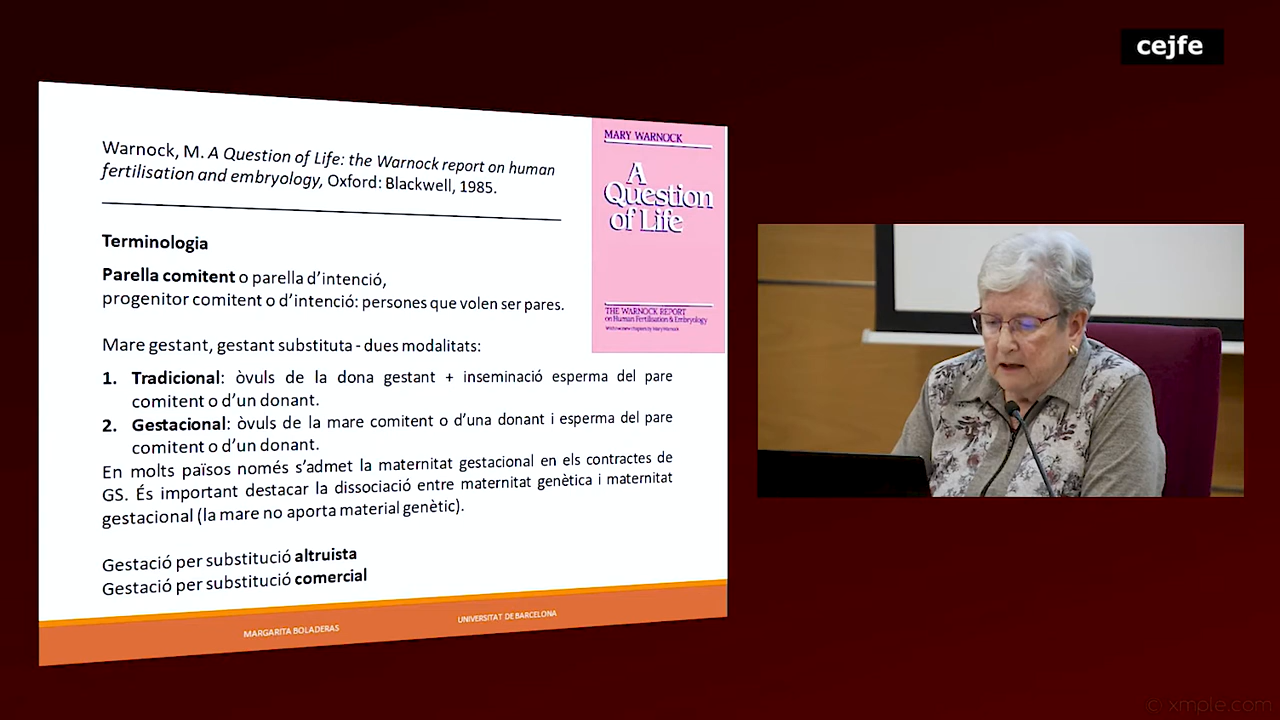 cejfe
Warnock, M. A Question of Life: the Warnock report on human
fertilisation and embryology, Oxford: Blackwell, 1985.
Terminologia
Parella comitent o parella d'intenció,
progenitor comitent o d'intenció: persones que volen ser pares.
Mare gestant, gestant substituta - dues modalitats:
1. Tradicional: òvuls de la dona gestant + inseminació esperma del pare
comitent o d'un donant.
2. Gestacional: òvuls de la mare comitent o d'una donant i esperma del pare
comitent o d'un donant.
En molts països només s'admet la maternitat gestacional en els contractes de
GS. És important destacar la dissociació entre maternitat genètica i maternitat
gestacional (la mare no aporta material genètic).
Gestació per substitució altruista
Gestació per substitució comercial
MARGARITA BOLADERAS
UNIVERSITAT DE BARCELONA
MARY WARNOCK
A
Question
of Life
THE WARNOCK REPORT
on Human Fertilisation & Embryology
With two new chapters by Mary Warnock
© xmple.com